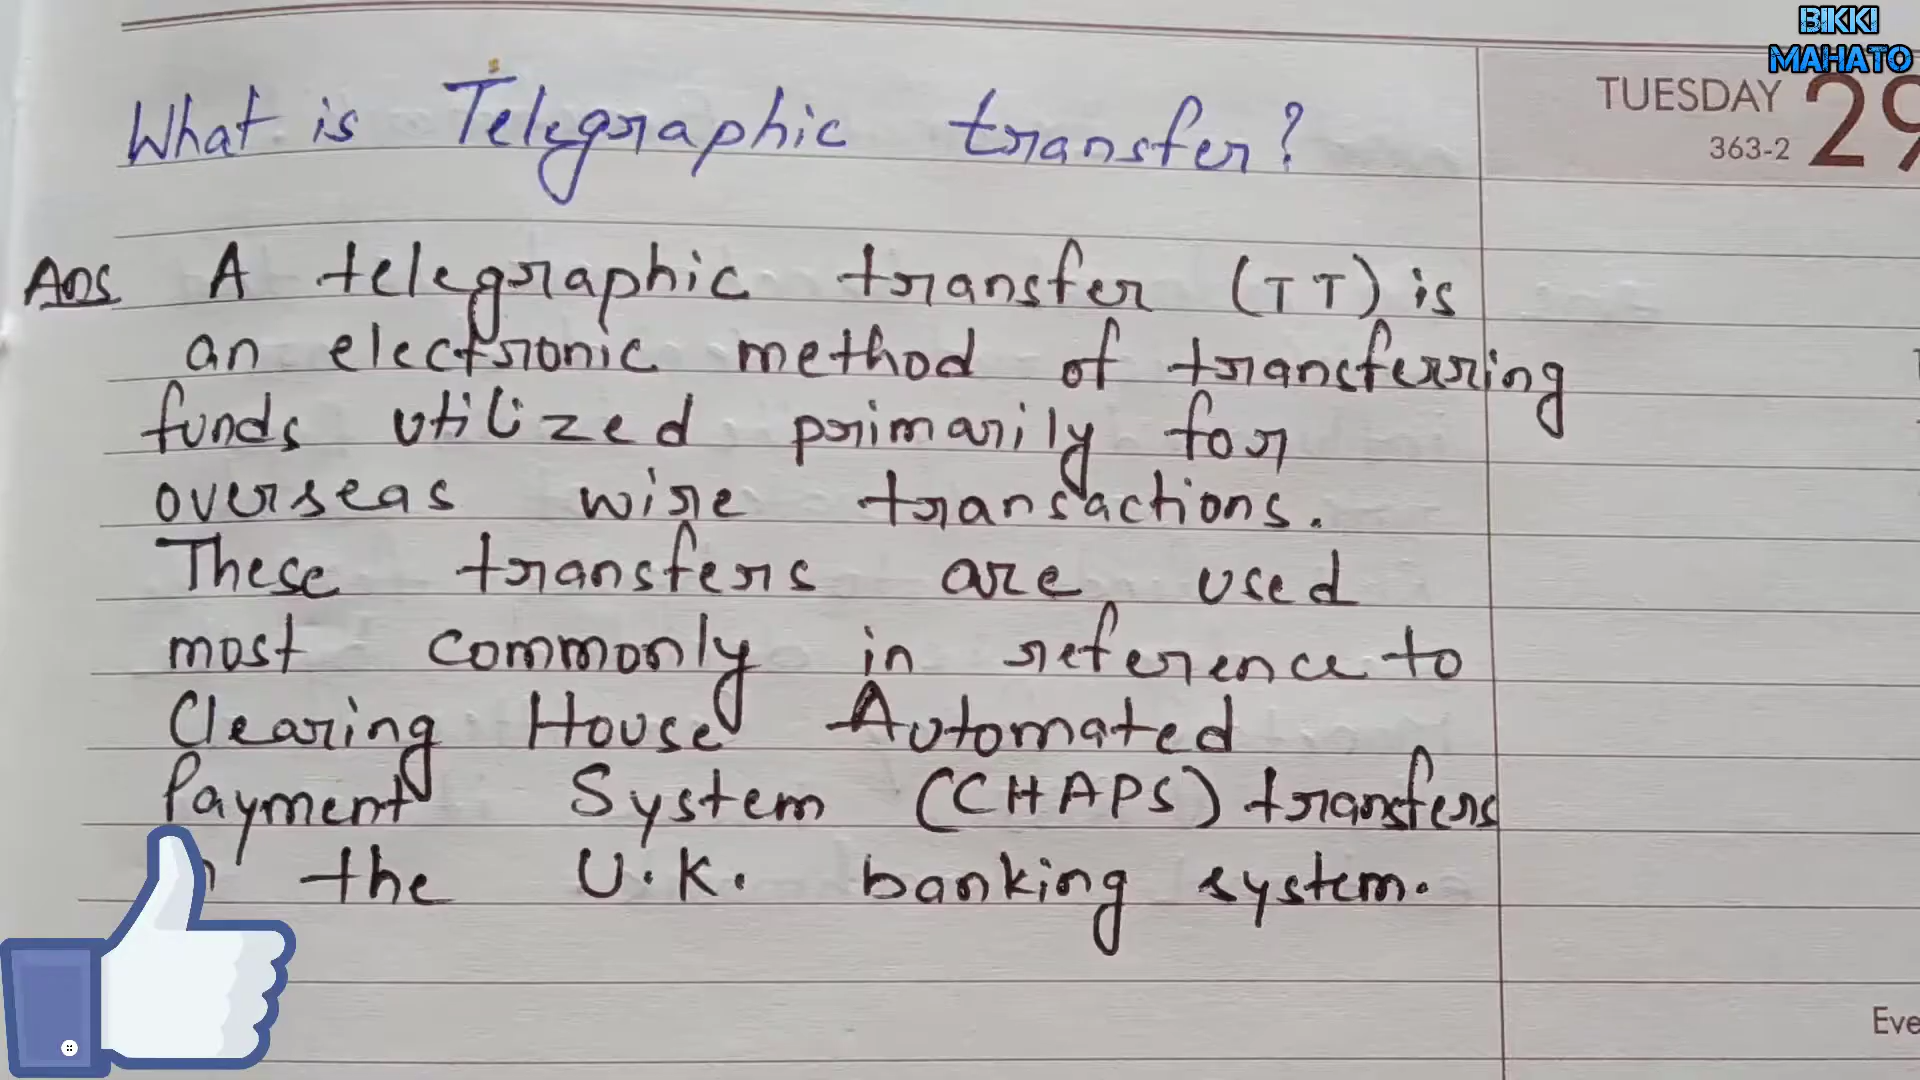 BIKKI
MAHATO
TUESDAY 29
363-2
What is Telegraphic transfer?
Ans A telegraphic transfer (TT) is
an electronic method of transferring
funds utilized primarily for
overseas wire transactions.
These transfers are used
most commonly in reference to
Clearing House Automated
Payment System (CHAPS) transfers
the U.K. banking system.
Eve